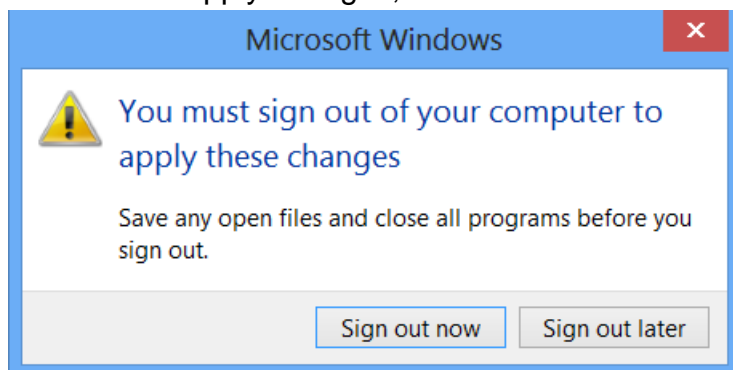 Microsoft Windows
You must sign out of your computer to
apply these changes
Save any open files and close all programs before you
sign out.
Sign out now
Sign out later